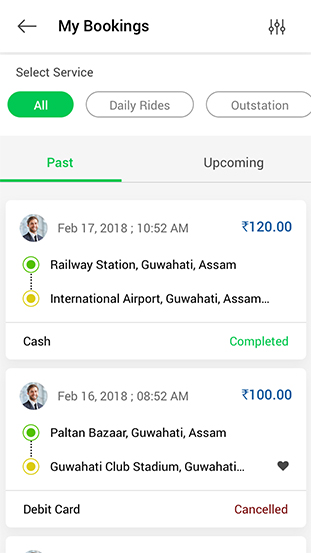 My Bookings
Select Service
All
Daily Rides
Outstation
Past
Upcoming
Feb 17, 2018 ; 10:52 AM
₹120.00
Railway Station, Guwahati, Assam
International Airport, Guwahati, Assam...
Cash
Completed
Feb 16, 2018 ; 08:52 AM
₹100.00
Paltan Bazaar, Guwahati, Assam
Guwahati Club Stadium, Guwahati...
Debit Card
Cancelled